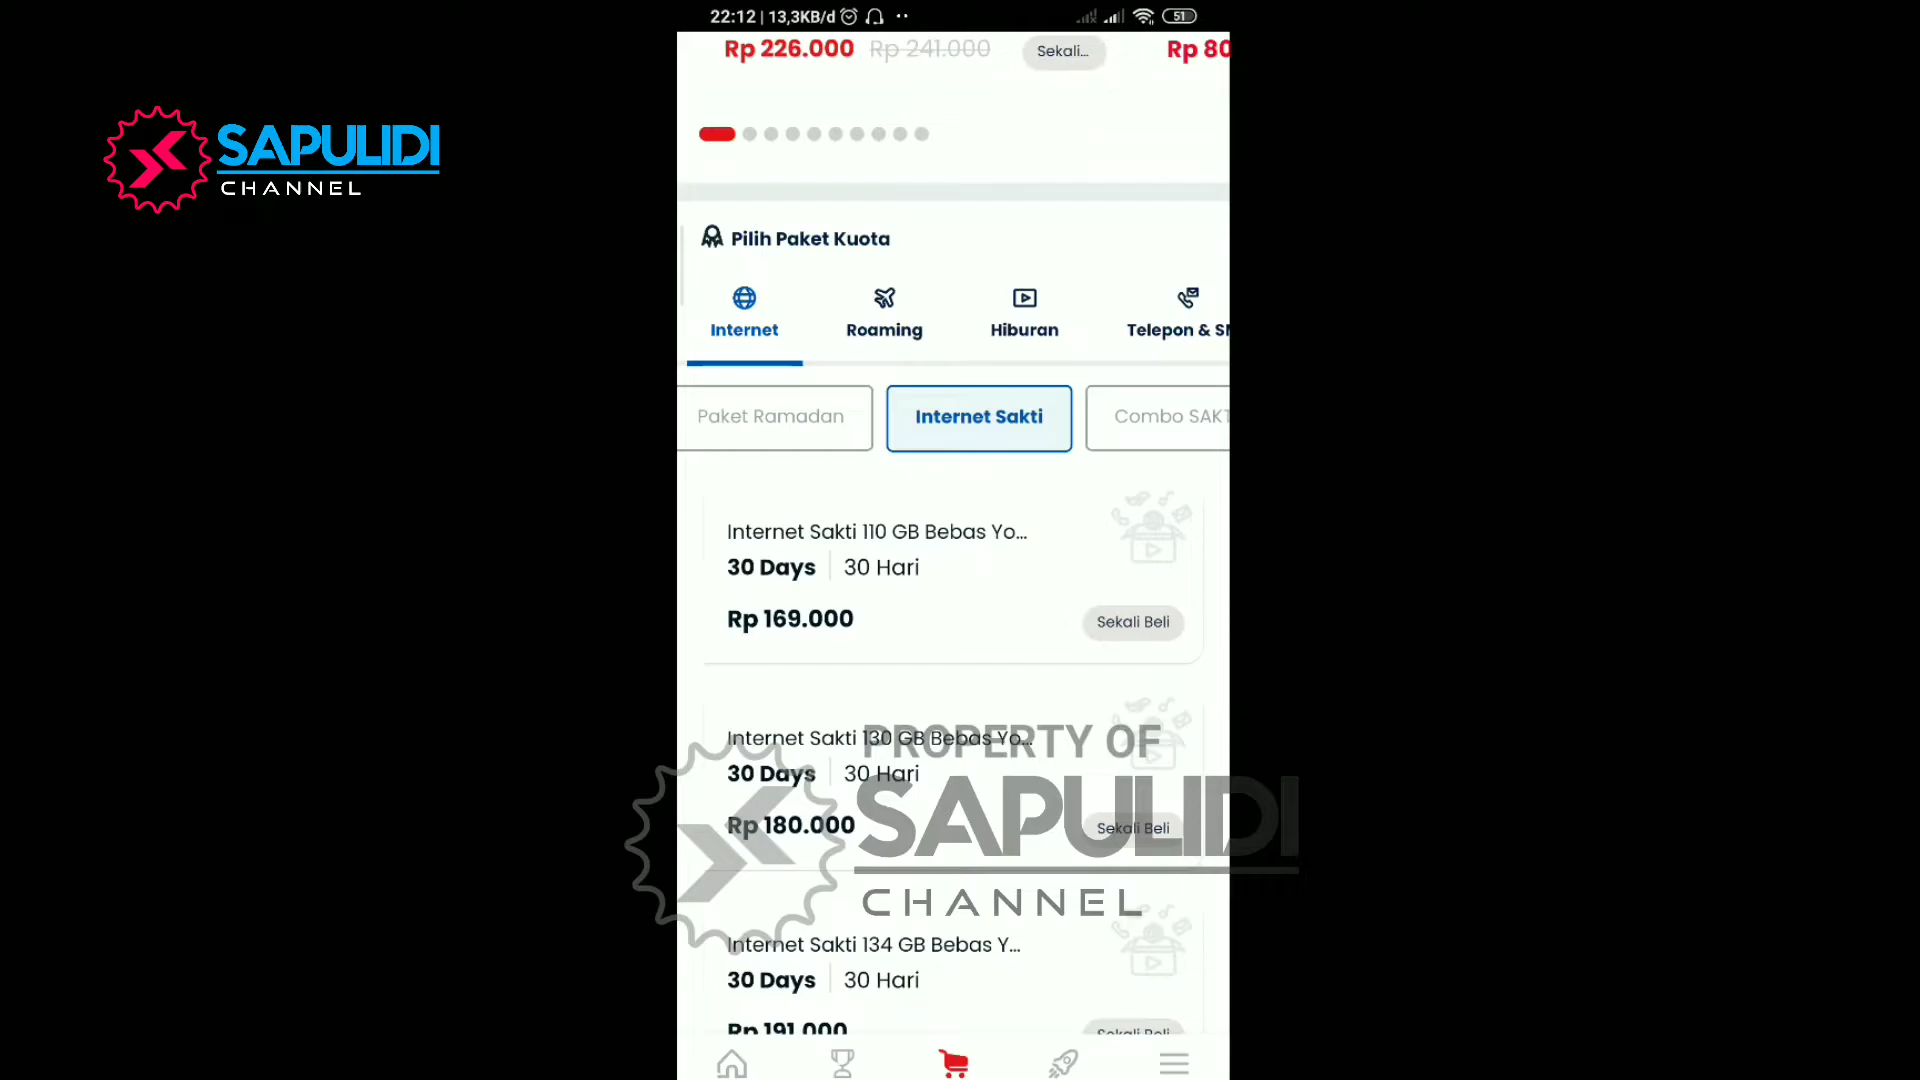 22:12 | 13,3KB/d
51
Rp 226.000 Rp 241.000 Sekali... Rp 80
SAPULIDI
CHANNEL
Pilih Paket Kuota
Internet Roaming Hiburan Telepon & SM
Paket Ramadan Internet Sakti Combo SAKT
Internet Sakti 110 GB Bebas Yo...
30 Days 30 Hari
Rp 169.000 Sekali Beli
Internet Sakti 130 GB Bebas Yo...
PROPERTY OF
30 Days 30 Hari
Rp 180.000 Sekali Beli
SAPULIDI
CHANNEL
Internet Sakti 134 GB Bebas Y...
30 Days 30 Hari
Rp 191.000 Sekali Beli